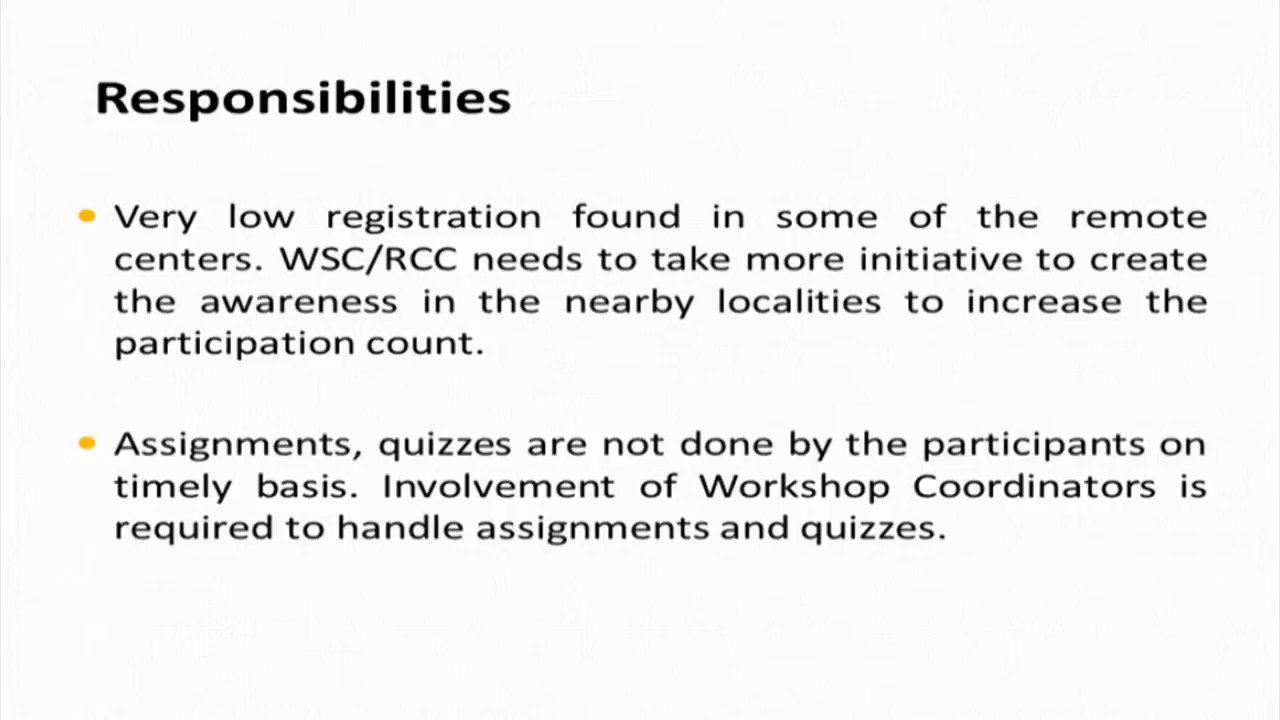 Responsibilities
Very low registration found in some of the remote
centers. WSC/RCC needs to take more initiative to create
the awareness in the nearby localities to increase the
participation count.
Assignments, quizzes are not done by the participants on
timely basis. Involvement of Workshop Coordinators is
required to handle assignments and quizzes.